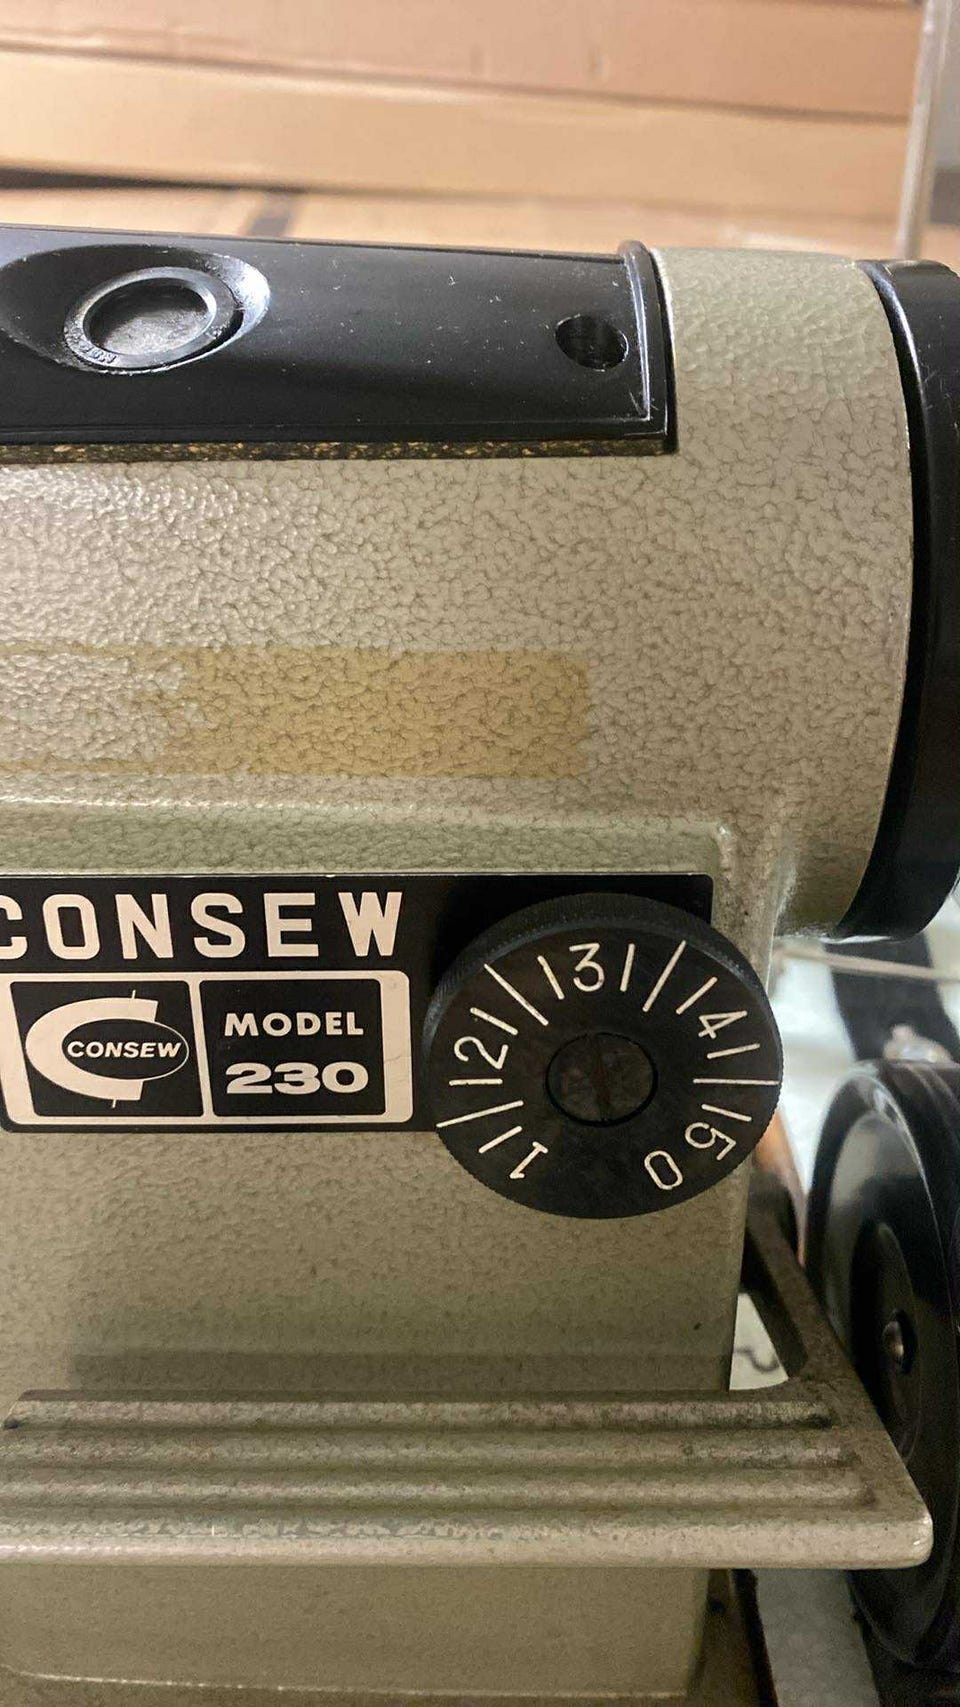 CONSEW
CONSEW
MODEL
230
1 2 3 4 5 0